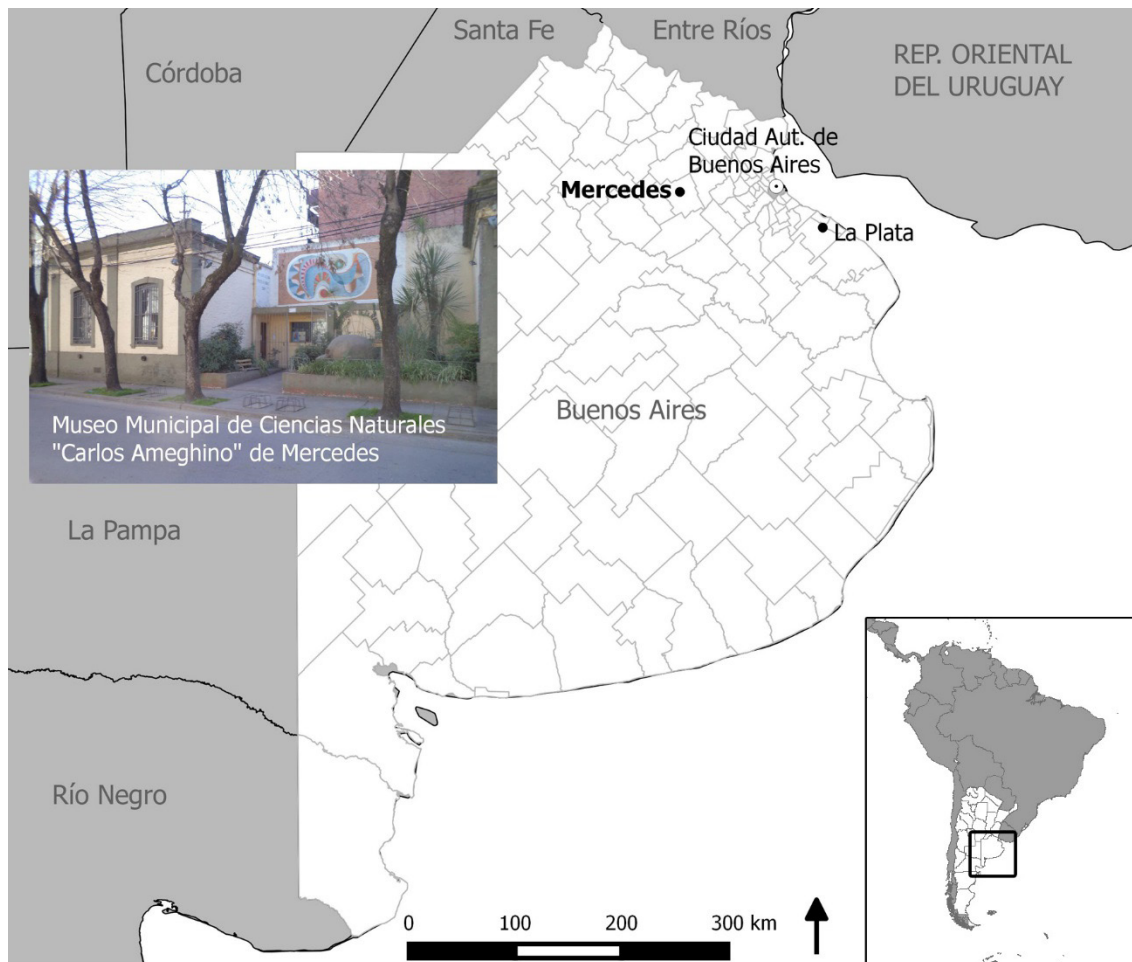 Santa Fe
Entre Ríos
Córdoba
REP. ORIENTAL
DEL URUGUAY
Ciudad Aut. de
Buenos Aires
Mercedes
La Plata
Museo Municipal de Ciencias Naturales
"Carlos Ameghino" de Mercedes
Buenos Aires
La Pampa
Río Negro
0 100 200 300 km